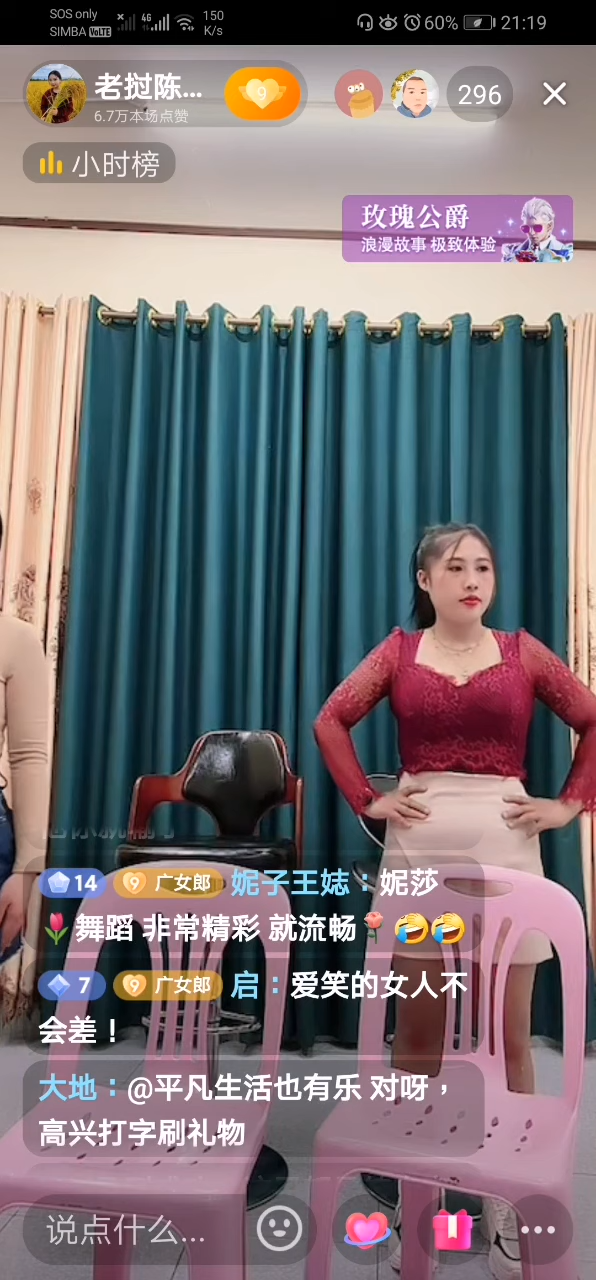 SOS only
4G
150
SIMBA VoLTE
K/s
60%
21:19
老挝陈...
6.7万本场点赞
9
296
小时榜
玫瑰公爵
浪漫故事 极致体验
14 9 广女郎 妮子王娡：妮莎
🌷舞蹈 非常精彩 就流畅🌹🤣🤣
7 9 广女郎 启：爱笑的女人不
会差！
大地：@平凡生活也有乐 对呀，
高兴打字刷礼物
说点什么...